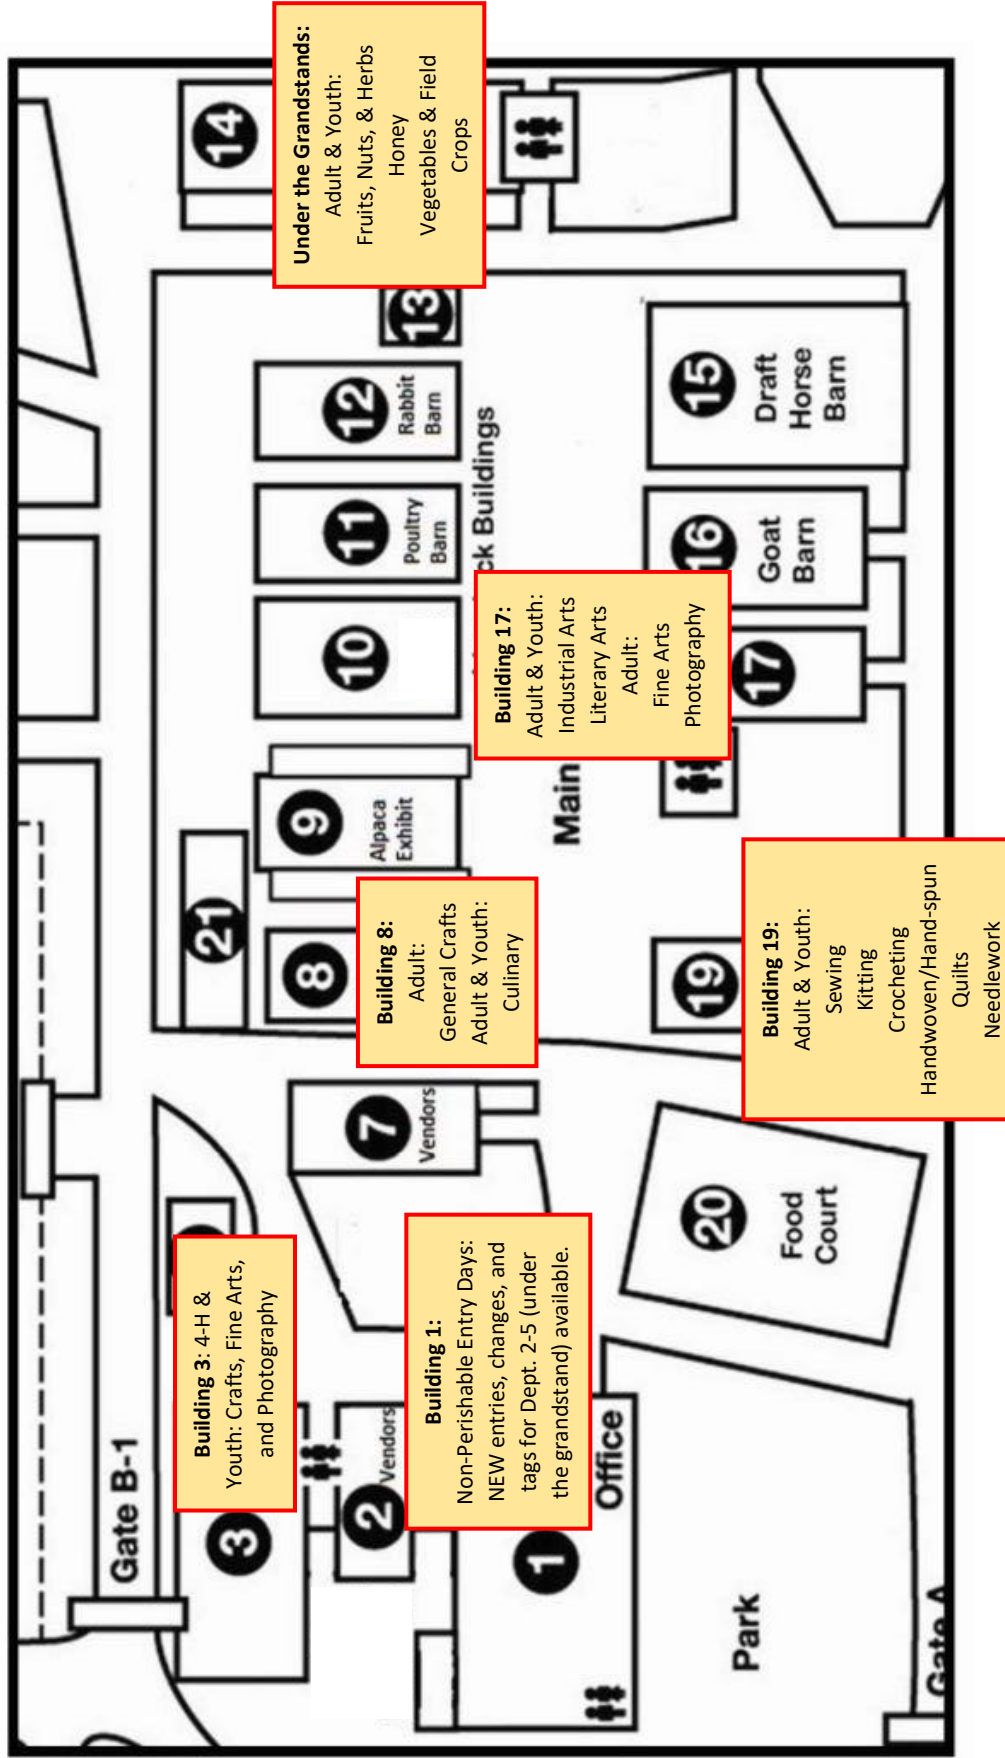 Gate B-1
3
Building 3: 4-H &
Youth: Crafts, Fine Arts,
and Photography
21
14
2
Vendors
7
Vendors
8
Building 8:
Adult:
General Crafts
Adult & Youth:
Culinary
9
Alpaca
Exhibit
10
11
Poultry
Barn
12
Rabbit
Barn
13
Under the Grandstands:
Adult & Youth:
Fruits, Nuts, & Herbs
Honey
Vegetables & Field
Crops
ck Buildings
Building 1:
Non-Perishable Entry Days:
NEW entries, changes, and
tags for Dept. 2-5 (under
the grandstand) available.
1
Office
Main
Building 17:
Adult & Youth:
Industrial Arts
Literary Arts
Adult:
Fine Arts
Photography
Park
20
Food
Court
19
Building 19:
Adult & Youth:
Sewing
Kitting
Crocheting
Handwoven/Hand-spun
Quilts
Needlework
17
16
Goat
Barn
15
Draft
Horse
Barn
Gate A